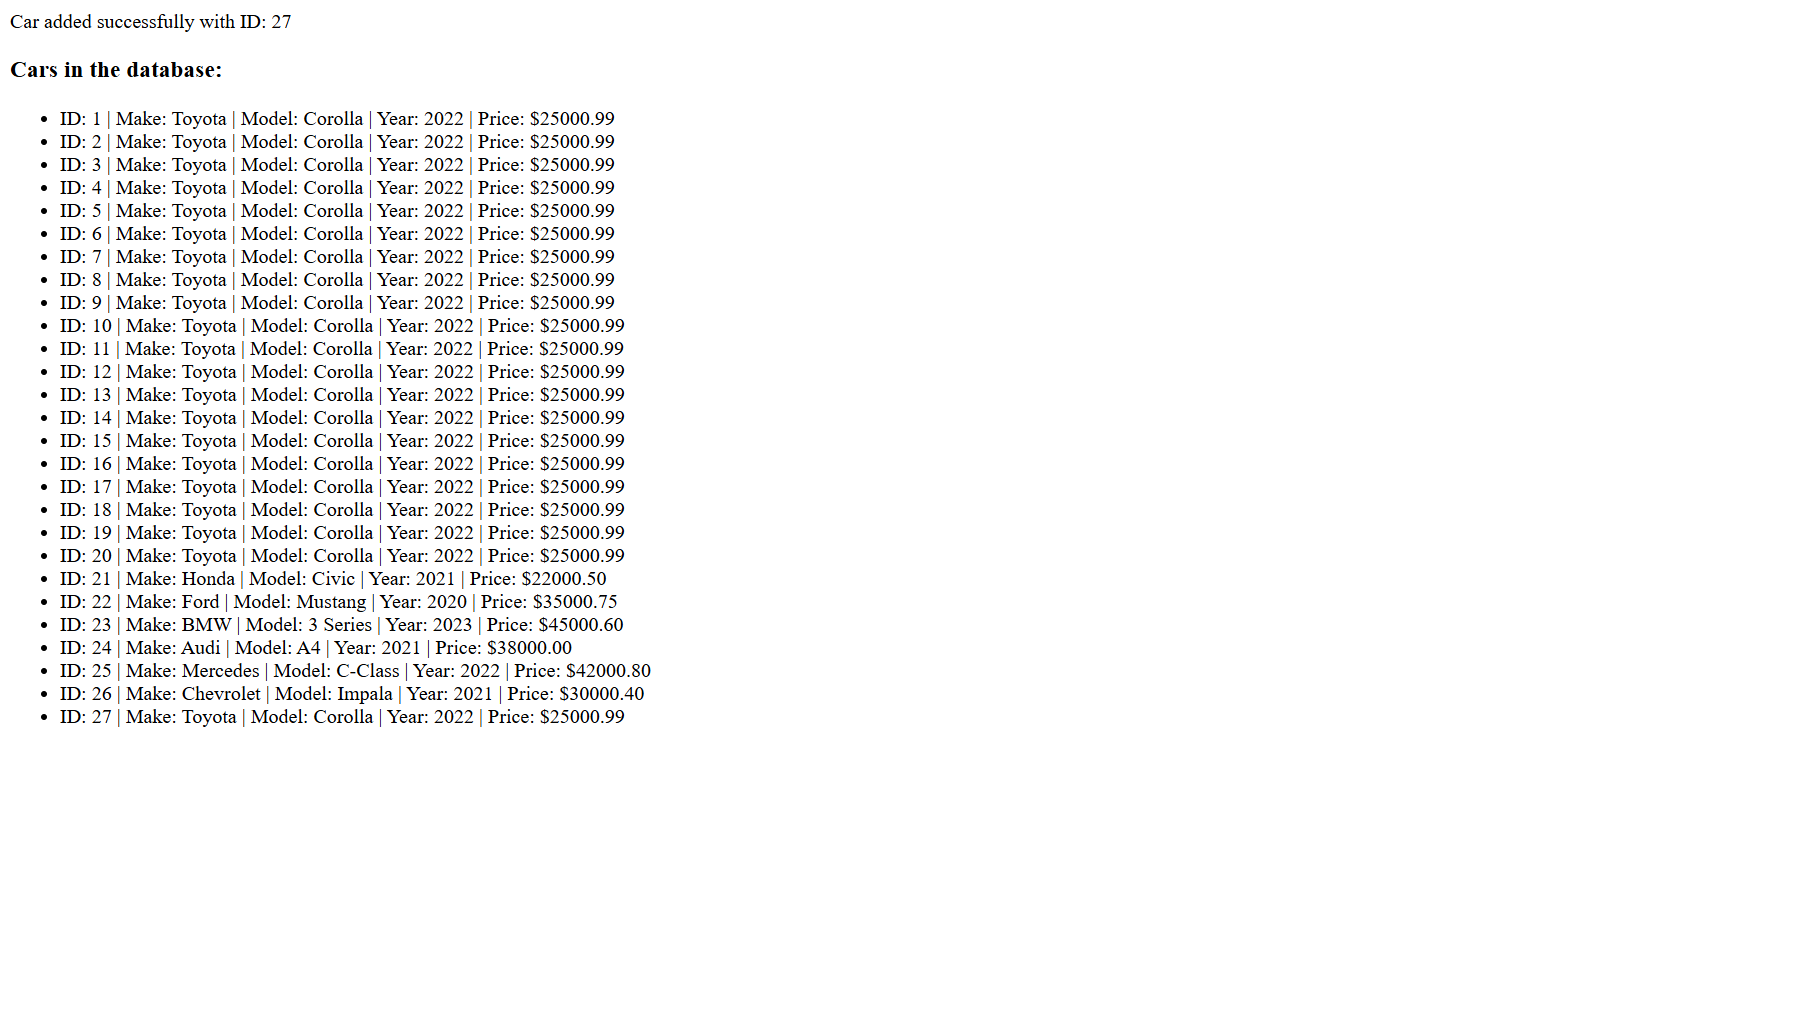 Car added successfully with ID: 27
Cars in the database:
ID: 1 | Make: Toyota | Model: Corolla | Year: 2022 | Price: $25000.99
ID: 2 | Make: Toyota | Model: Corolla | Year: 2022 | Price: $25000.99
ID: 3 | Make: Toyota | Model: Corolla | Year: 2022 | Price: $25000.99
ID: 4 | Make: Toyota | Model: Corolla | Year: 2022 | Price: $25000.99
ID: 5 | Make: Toyota | Model: Corolla | Year: 2022 | Price: $25000.99
ID: 6 | Make: Toyota | Model: Corolla | Year: 2022 | Price: $25000.99
ID: 7 | Make: Toyota | Model: Corolla | Year: 2022 | Price: $25000.99
ID: 8 | Make: Toyota | Model: Corolla | Year: 2022 | Price: $25000.99
ID: 9 | Make: Toyota | Model: Corolla | Year: 2022 | Price: $25000.99
ID: 10 | Make: Toyota | Model: Corolla | Year: 2022 | Price: $25000.99
ID: 11 | Make: Toyota | Model: Corolla | Year: 2022 | Price: $25000.99
ID: 12 | Make: Toyota | Model: Corolla | Year: 2022 | Price: $25000.99
ID: 13 | Make: Toyota | Model: Corolla | Year: 2022 | Price: $25000.99
ID: 14 | Make: Toyota | Model: Corolla | Year: 2022 | Price: $25000.99
ID: 15 | Make: Toyota | Model: Corolla | Year: 2022 | Price: $25000.99
ID: 16 | Make: Toyota | Model: Corolla | Year: 2022 | Price: $25000.99
ID: 17 | Make: Toyota | Model: Corolla | Year: 2022 | Price: $25000.99
ID: 18 | Make: Toyota | Model: Corolla | Year: 2022 | Price: $25000.99
ID: 19 | Make: Toyota | Model: Corolla | Year: 2022 | Price: $25000.99
ID: 20 | Make: Toyota | Model: Corolla | Year: 2022 | Price: $25000.99
ID: 21 | Make: Honda | Model: Civic | Year: 2021 | Price: $22000.50
ID: 22 | Make: Ford | Model: Mustang | Year: 2020 | Price: $35000.75
ID: 23 | Make: BMW | Model: 3 Series | Year: 2023 | Price: $45000.60
ID: 24 | Make: Audi | Model: A4 | Year: 2021 | Price: $38000.00
ID: 25 | Make: Mercedes | Model: C-Class | Year: 2022 | Price: $42000.80
ID: 26 | Make: Chevrolet | Model: Impala | Year: 2021 | Price: $30000.40
ID: 27 | Make: Toyota | Model: Corolla | Year: 2022 | Price: $25000.99